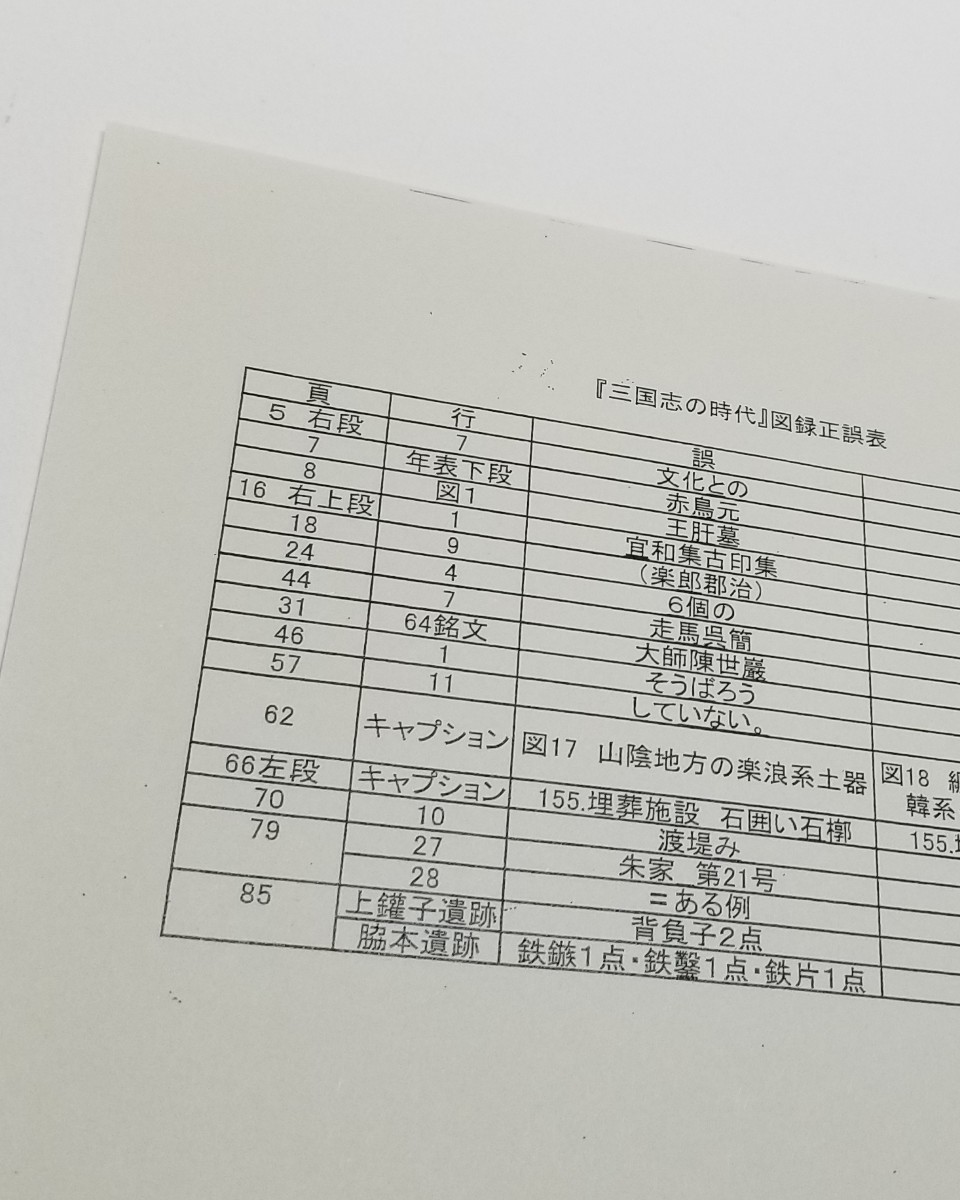 『三国志の時代』図録正誤表
頁 行 誤
5 右段 7 文化との
7 年表下段 赤鳥元
8 図1 王肝墓
16 右上段 1 宜和集古印集
18 9 (楽郎郡治)
24 4 6個の
44 7 走馬呉簡
31 64銘文 大師陳世巖
46 1 そうばろう
57 11 していない。
62 キャプション 図17 山陰地方の楽浪系土器 図18
韓系
66左段 キャプション 155.埋葬施設 石囲い石槨 155.
70 10 渡堤み
79 27 朱家 第21号
28 =ある例
85 上鑵子遺跡 背負子2点
脇本遺跡 鉄鏃1点・鉄鑿1点・鉄片1点